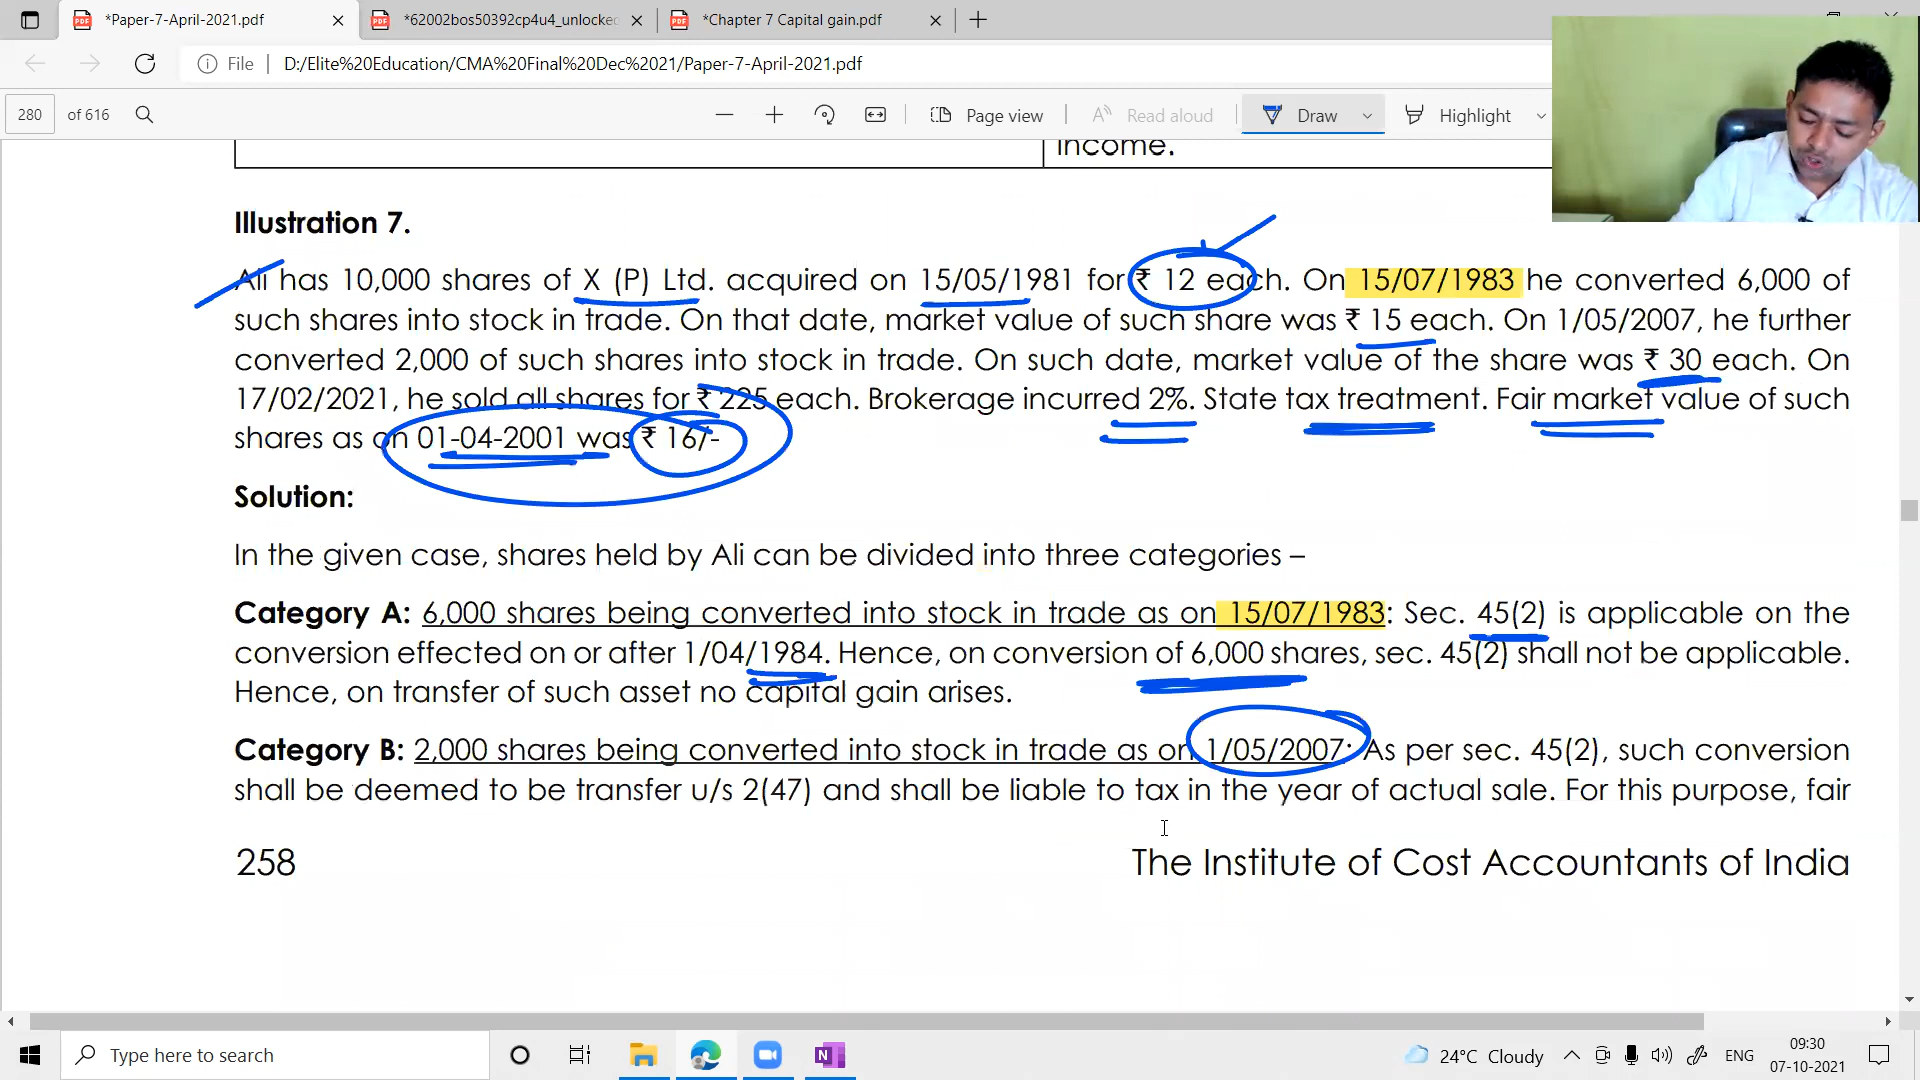 *Paper-7-April-2021.pdf
*62002bos50392cp4u4_unlocked
*Chapter 7 Capital gain.pdf
File
D:/Elite%20Education/CMA%20Final%20Dec%2021/Paper-7-April-2021.pdf
280 of 616
Page view
Read aloud
Draw
Highlight
income.
Illustration 7.
Ali has 10,000 shares of X (P) Ltd. acquired on 15/05/1981 for ₹ 12 each. On 15/07/1983 he converted 6,000 of
such shares into stock in trade. On that date, market value of such share was ₹ 15 each. On 1/05/2007, he further
converted 2,000 of such shares into stock in trade. On such date, market value of the share was ₹ 30 each. On
17/02/2021, he sold all shares for ₹ 225 each. Brokerage incurred 2%. State tax treatment. Fair market value of such
shares as on 01-04-2001 was ₹ 16/-
Solution:
In the given case, shares held by Ali can be divided into three categories –
Category A: 6,000 shares being converted into stock in trade as on 15/07/1983: Sec. 45(2) is applicable on the
conversion effected on or after 1/04/1984. Hence, on conversion of 6,000 shares, sec. 45(2) shall not be applicable.
Hence, on transfer of such asset no capital gain arises.
Category B: 2,000 shares being converted into stock in trade as on 1/05/2007: As per sec. 45(2), such conversion
shall be deemed to be transfer u/s 2(47) and shall be liable to tax in the year of actual sale. For this purpose, fair
258
The Institute of Cost Accountants of India
Type here to search
24°C Cloudy
ENG
09:30
07-10-2021